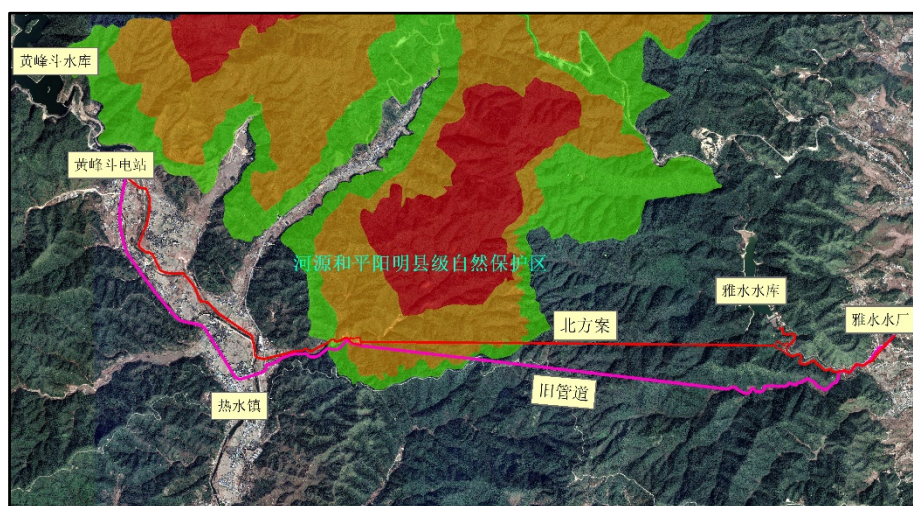 黄峰斗水库
黄峰斗电站
河源和平阳明县级自然保护区
雅水水库
北方案
雅水水厂
旧管道
热水镇